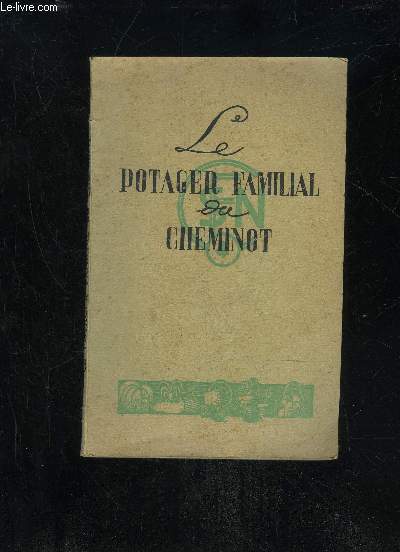 Le-livre.com
Le
POTAGER FAMILIAL
du
CHEMINOT